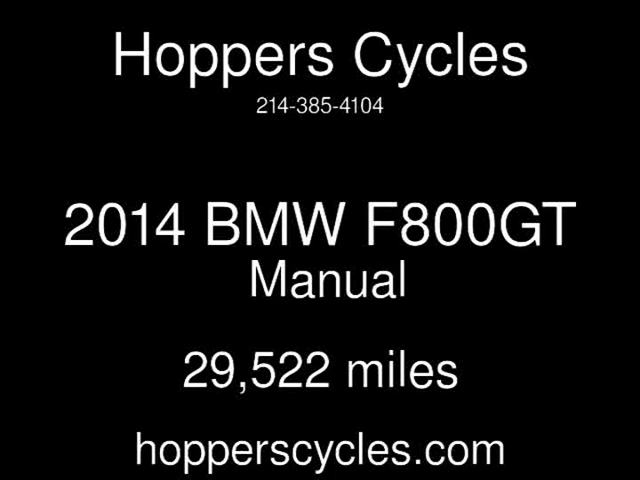 Hoppers Cycles
214-385-4104
2014 BMW F800GT
Manual
29,522 miles
hopperscycles.com